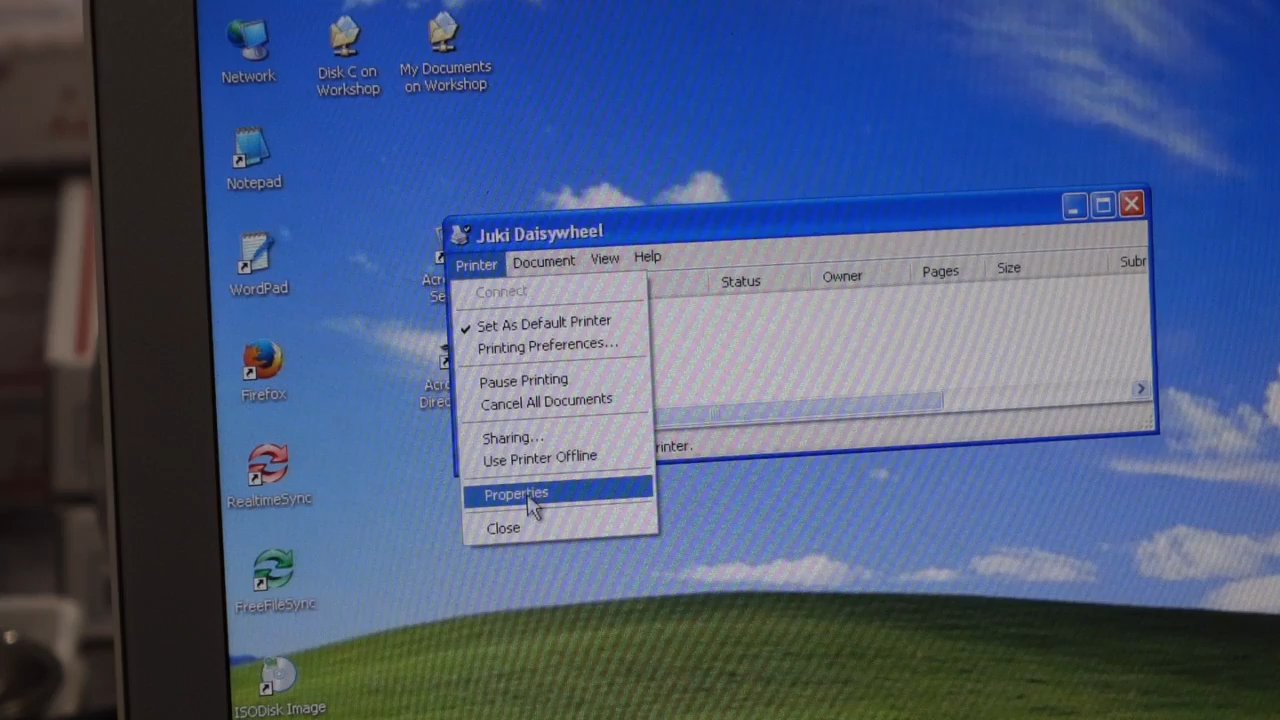 Network
Disk C on
Workshop
My Documents
on Workshop
Notepad
WordPad
Firefox
RealtimeSync
FreeFileSync
ISODisk Image
Juki Daisywheel
Printer Document View Help
Status Owner Pages Size
Connect
Set As Default Printer
Printing Preferences...
Pause Printing
Cancel All Documents
Sharing...
Use Printer Offline
Properties
Close